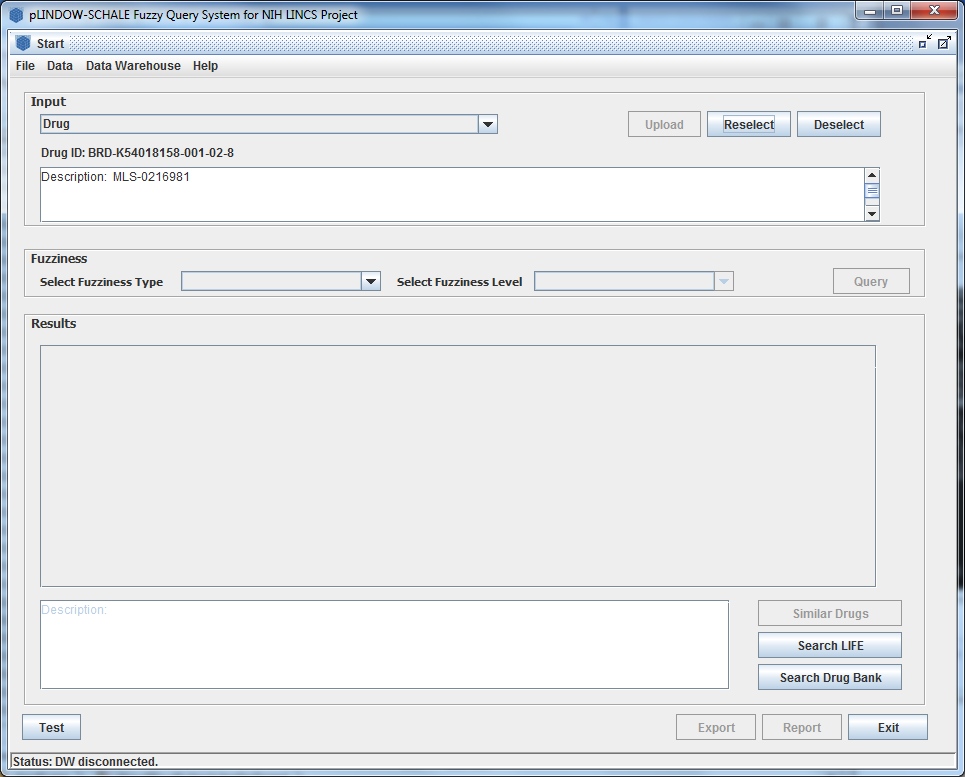 pLINDOW-SCHALE Fuzzy Query System for NIH LINCS Project
Start
File Data Data Warehouse Help
Input
Drug
Upload Reselect Deselect
Drug ID: BRD-K54018158-001-02-8
Description: MLS-0216981
Fuzziness
Select Fuzziness Type Select Fuzziness Level Query
Results
Description:
Similar Drugs
Search LIFE
Search Drug Bank
Test Export Report Exit
Status: DW disconnected.